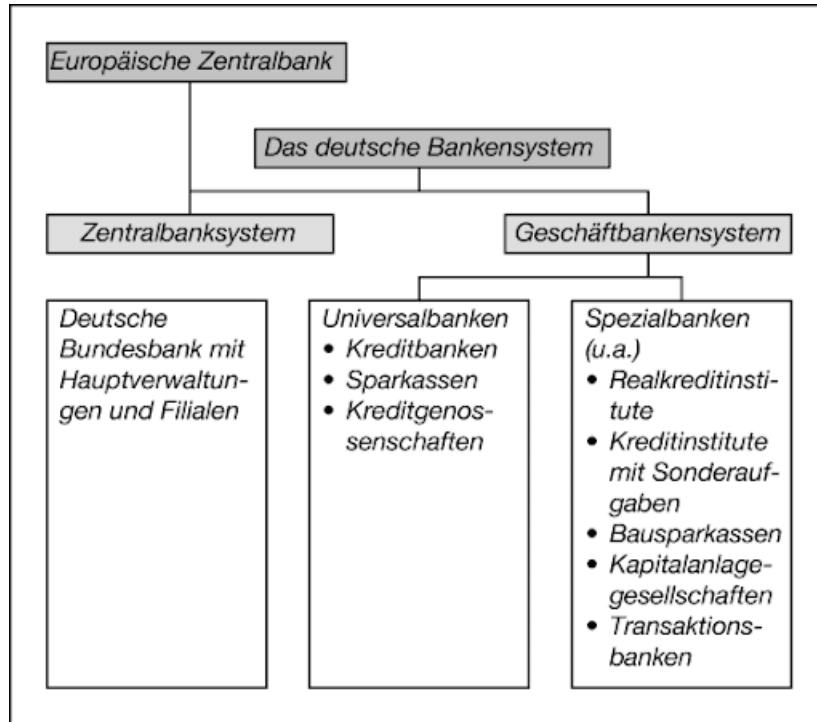 Europäische Zentralbank
Das deutsche Bankensystem
Zentralbanksystem
Geschäftbankensystem
Deutsche
Bundesbank mit
Hauptverwaltun-
gen und Filialen
Universalbanken
• Kreditbanken
• Sparkassen
• Kreditgenos-
senschaften
Spezialbanken
(u.a.)
• Realkreditinsti-
tute
• Kreditinstitute
mit Sonderauf-
gaben
• Bausparkassen
• Kapitalanlage-
gesellschaften
• Transaktions-
banken